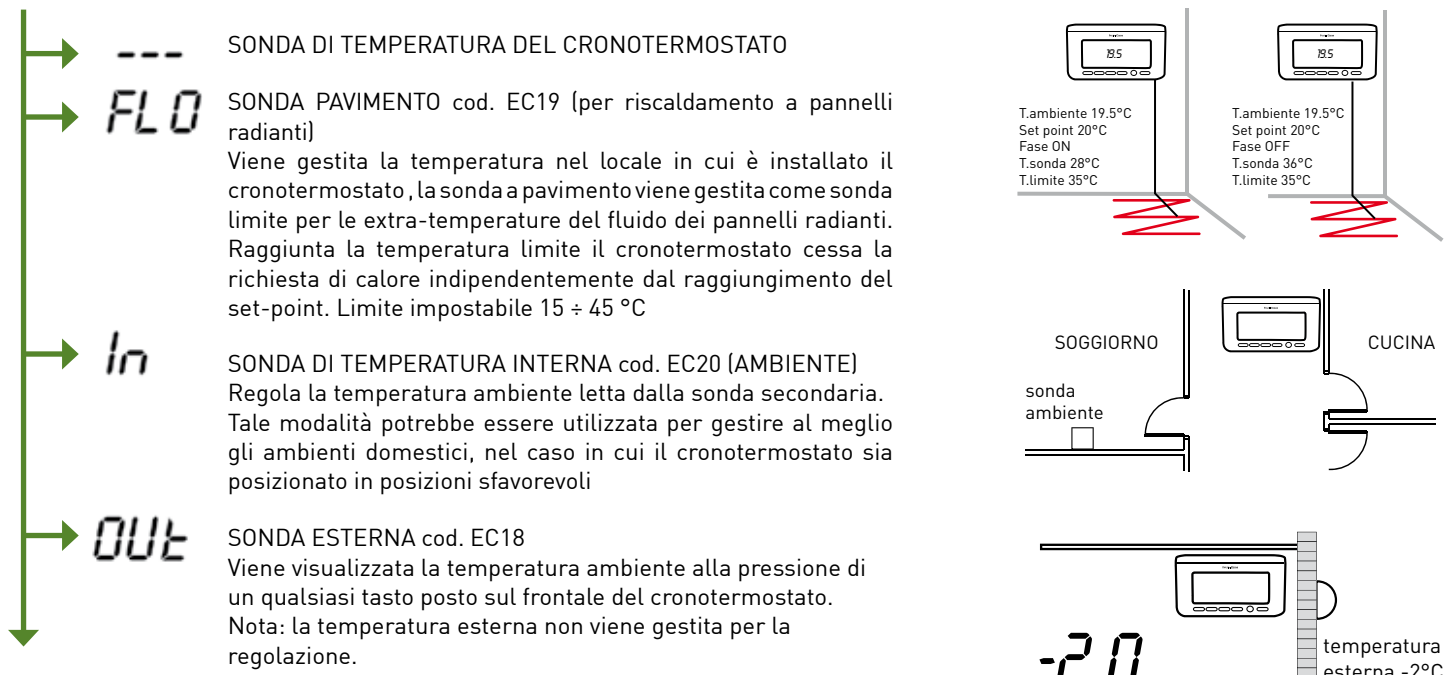 ---
SONDA DI TEMPERATURA DEL CRONOTERMOSTATO
FLO
SONDA PAVIMENTO cod. EC19 (per riscaldamento a pannelli
radianti)
Viene gestita la temperatura nel locale in cui è installato il
cronotermostato , la sonda a pavimento viene gestita come sonda
limite per le extra-temperature del fluido dei pannelli radianti.
Raggiunta la temperatura limite il cronotermostato cessa la
richiesta di calore indipendentemente dal raggiungimento del
set-point. Limite impostabile 15 ÷ 45 °C
In
SONDA DI TEMPERATURA INTERNA cod. EC20 (AMBIENTE)
Regola la temperatura ambiente letta dalla sonda secondaria.
Tale modalità potrebbe essere utilizzata per gestire al meglio
gli ambienti domestici, nel caso in cui il cronotermostato sia
posizionato in posizioni sfavorevoli
OUt
SONDA ESTERNA cod. EC18
Viene visualizzata la temperatura ambiente alla pressione di
un qualsiasi tasto posto sul frontale del cronotermostato.
Nota: la temperatura esterna non viene gestita per la
regolazione.
19.5
T.ambiente 19.5°C
Set point 20°C
Fase ON
T.sonda 28°C
T.limite 35°C
19.5
T.ambiente 19.5°C
Set point 20°C
Fase OFF
T.sonda 36°C
T.limite 35°C
SOGGIORNO
CUCINA
sonda
ambiente
temperatura
esterna -2°C